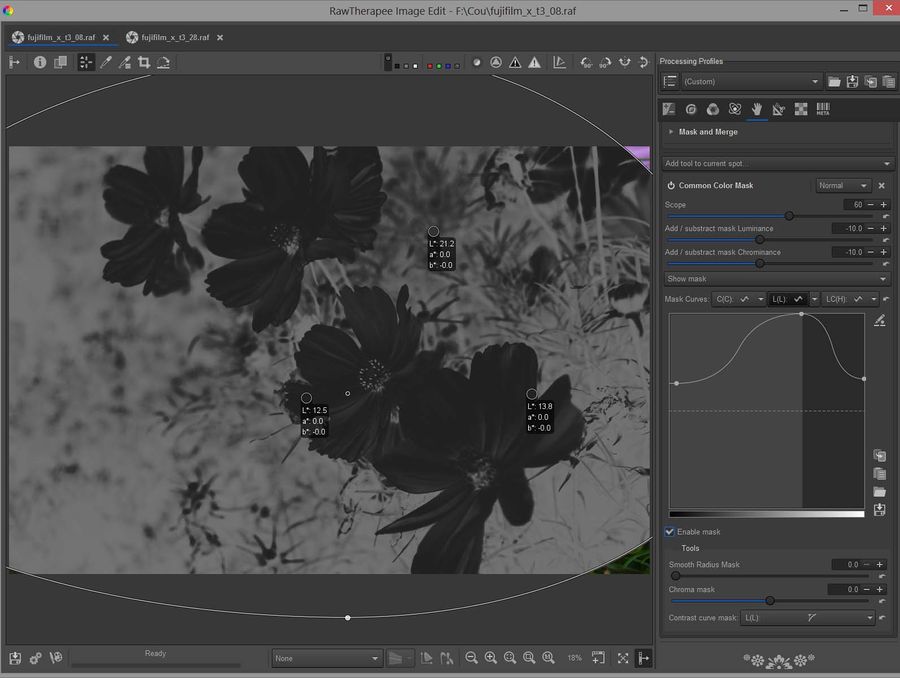 RawTherapee Image Edit - F:\Cou\fujifilm_x_t3_08.raf
fujifilm_x_t3_08.raf
fujifilm_x_t3_28.raf
Processing Profiles
(Custom)
META
Mask and Merge
Add tool to current spot...
Common Color Mask
Normal
Scope
60
Add / substract mask Luminance
-10.0
Add / substract mask Chrominance
-10.0
Show mask
Mask Curves:
C(C):
L(L):
LC(H):
L*: 21.2
a*: 0.0
b*: -0.0
L*: 12.5
a*: 0.0
b*: -0.0
L*: 13.8
a*: 0.0
b*: -0.0
Enable mask
Tools
Smooth Radius Mask
0.0
Chroma mask
0.0
Contrast curve mask:
L(L):
Ready
None
18%